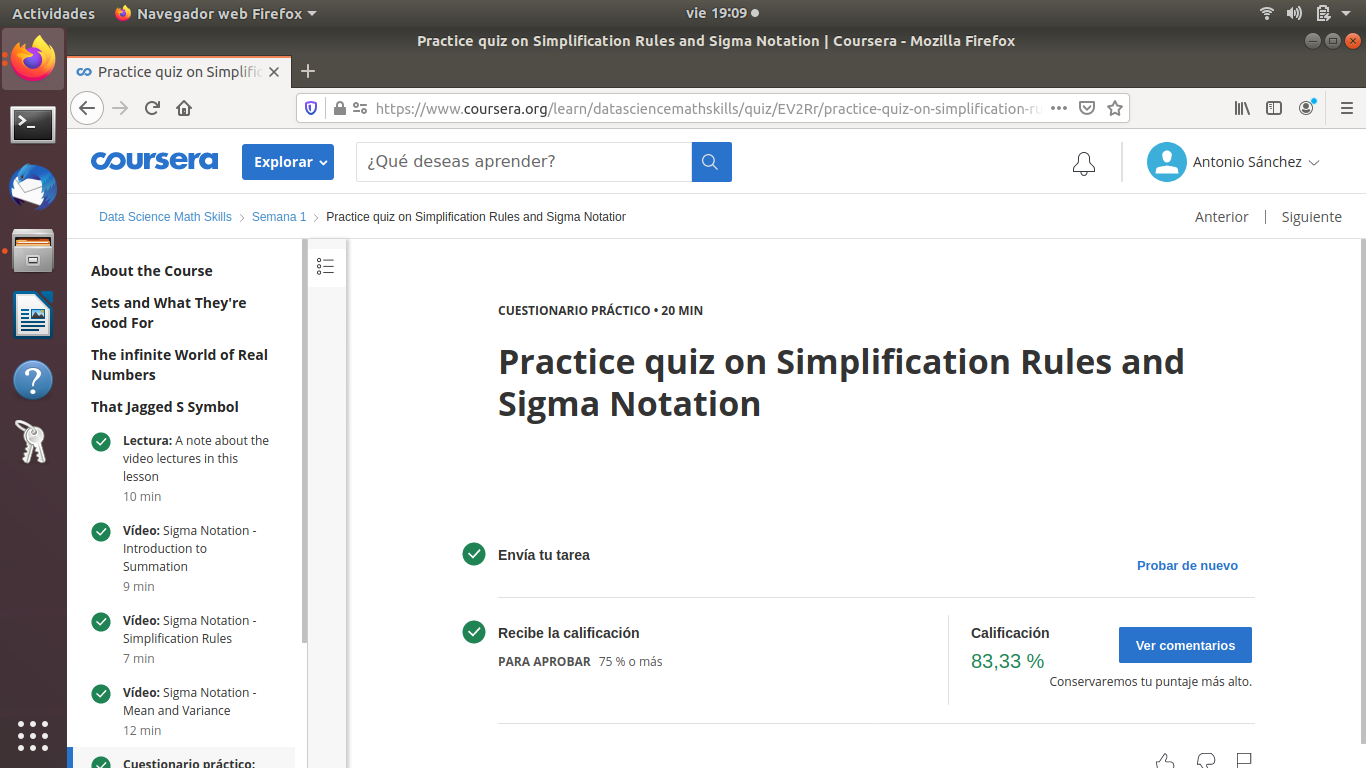 Actividades
Navegador web Firefox
vie 19:09
Practice quiz on Simplification Rules and Sigma Notation | Coursera - Mozilla Firefox
Practice quiz on Simplific
https://www.coursera.org/learn/datasciencemathskills/quiz/EV2Rr/practice-quiz-on-simplification-ru
coursera
Explorar
¿Qué deseas aprender?
Antonio Sánchez
Data Science Math Skills
Semana 1
Practice quiz on Simplification Rules and Sigma Notatior
Anterior
Siguiente
About the Course
Sets and What They're
Good For
The infinite World of Real
Numbers
That Jagged S Symbol
Lectura: A note about the
video lectures in this
lesson
10 min
Vídeo: Sigma Notation -
Introduction to
Summation
9 min
Vídeo: Sigma Notation -
Simplification Rules
7 min
Vídeo: Sigma Notation -
Mean and Variance
12 min
Cuestionario práctico:
CUESTIONARIO PRÁCTICO • 20 MIN
Practice quiz on Simplification Rules and
Sigma Notation
Envía tu tarea
Probar de nuevo
Recibe la calificación
PARA APROBAR 75 % o más
Calificación
83,33 %
Ver comentarios
Conservaremos tu puntaje más alto.